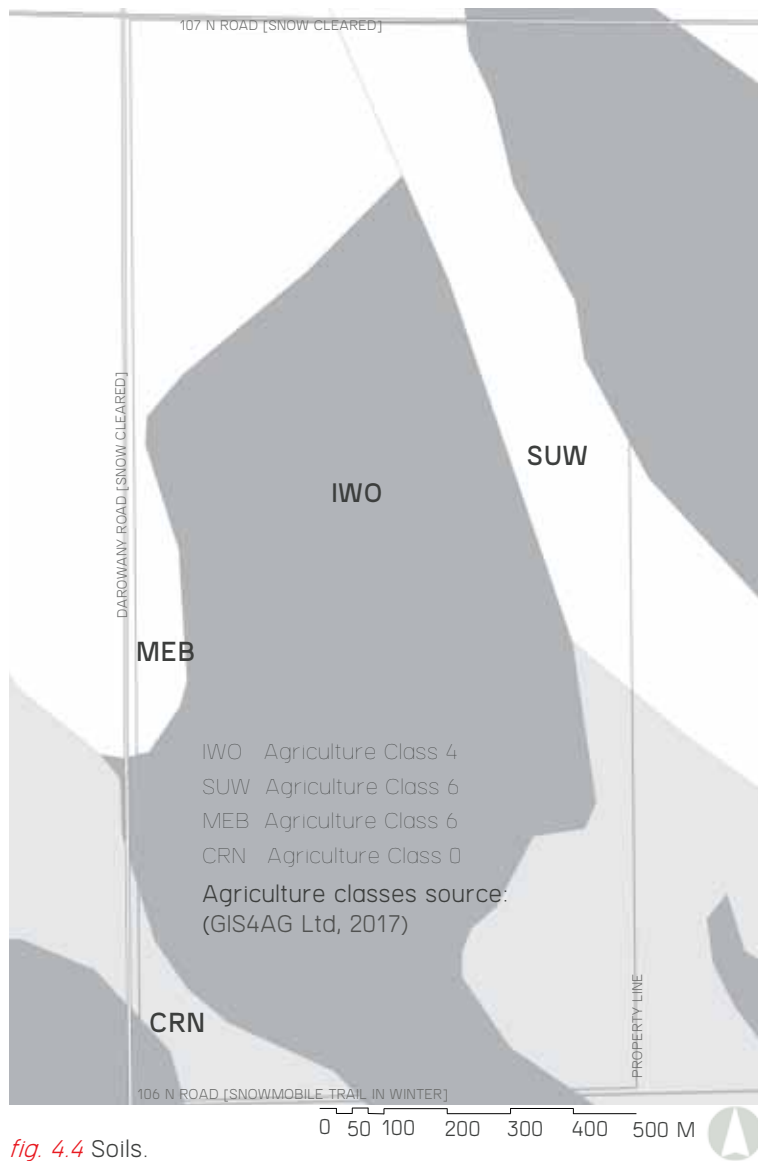 107 N ROAD [SNOW CLEARED]
DAROWANY ROAD [SNOW CLEARED]
SUW
IWO
MEB
IWO Agriculture Class 4
SUW Agriculture Class 6
MEB Agriculture Class 6
CRN Agriculture Class 0
Agriculture classes source:
(GIS4AG Ltd, 2017)
PROPERTY LINE
CRN
106 N ROAD [SNOWMOBILE TRAIL IN WINTER]
0 50 100 200 300 400 500 M
fig. 4.4 Soils.